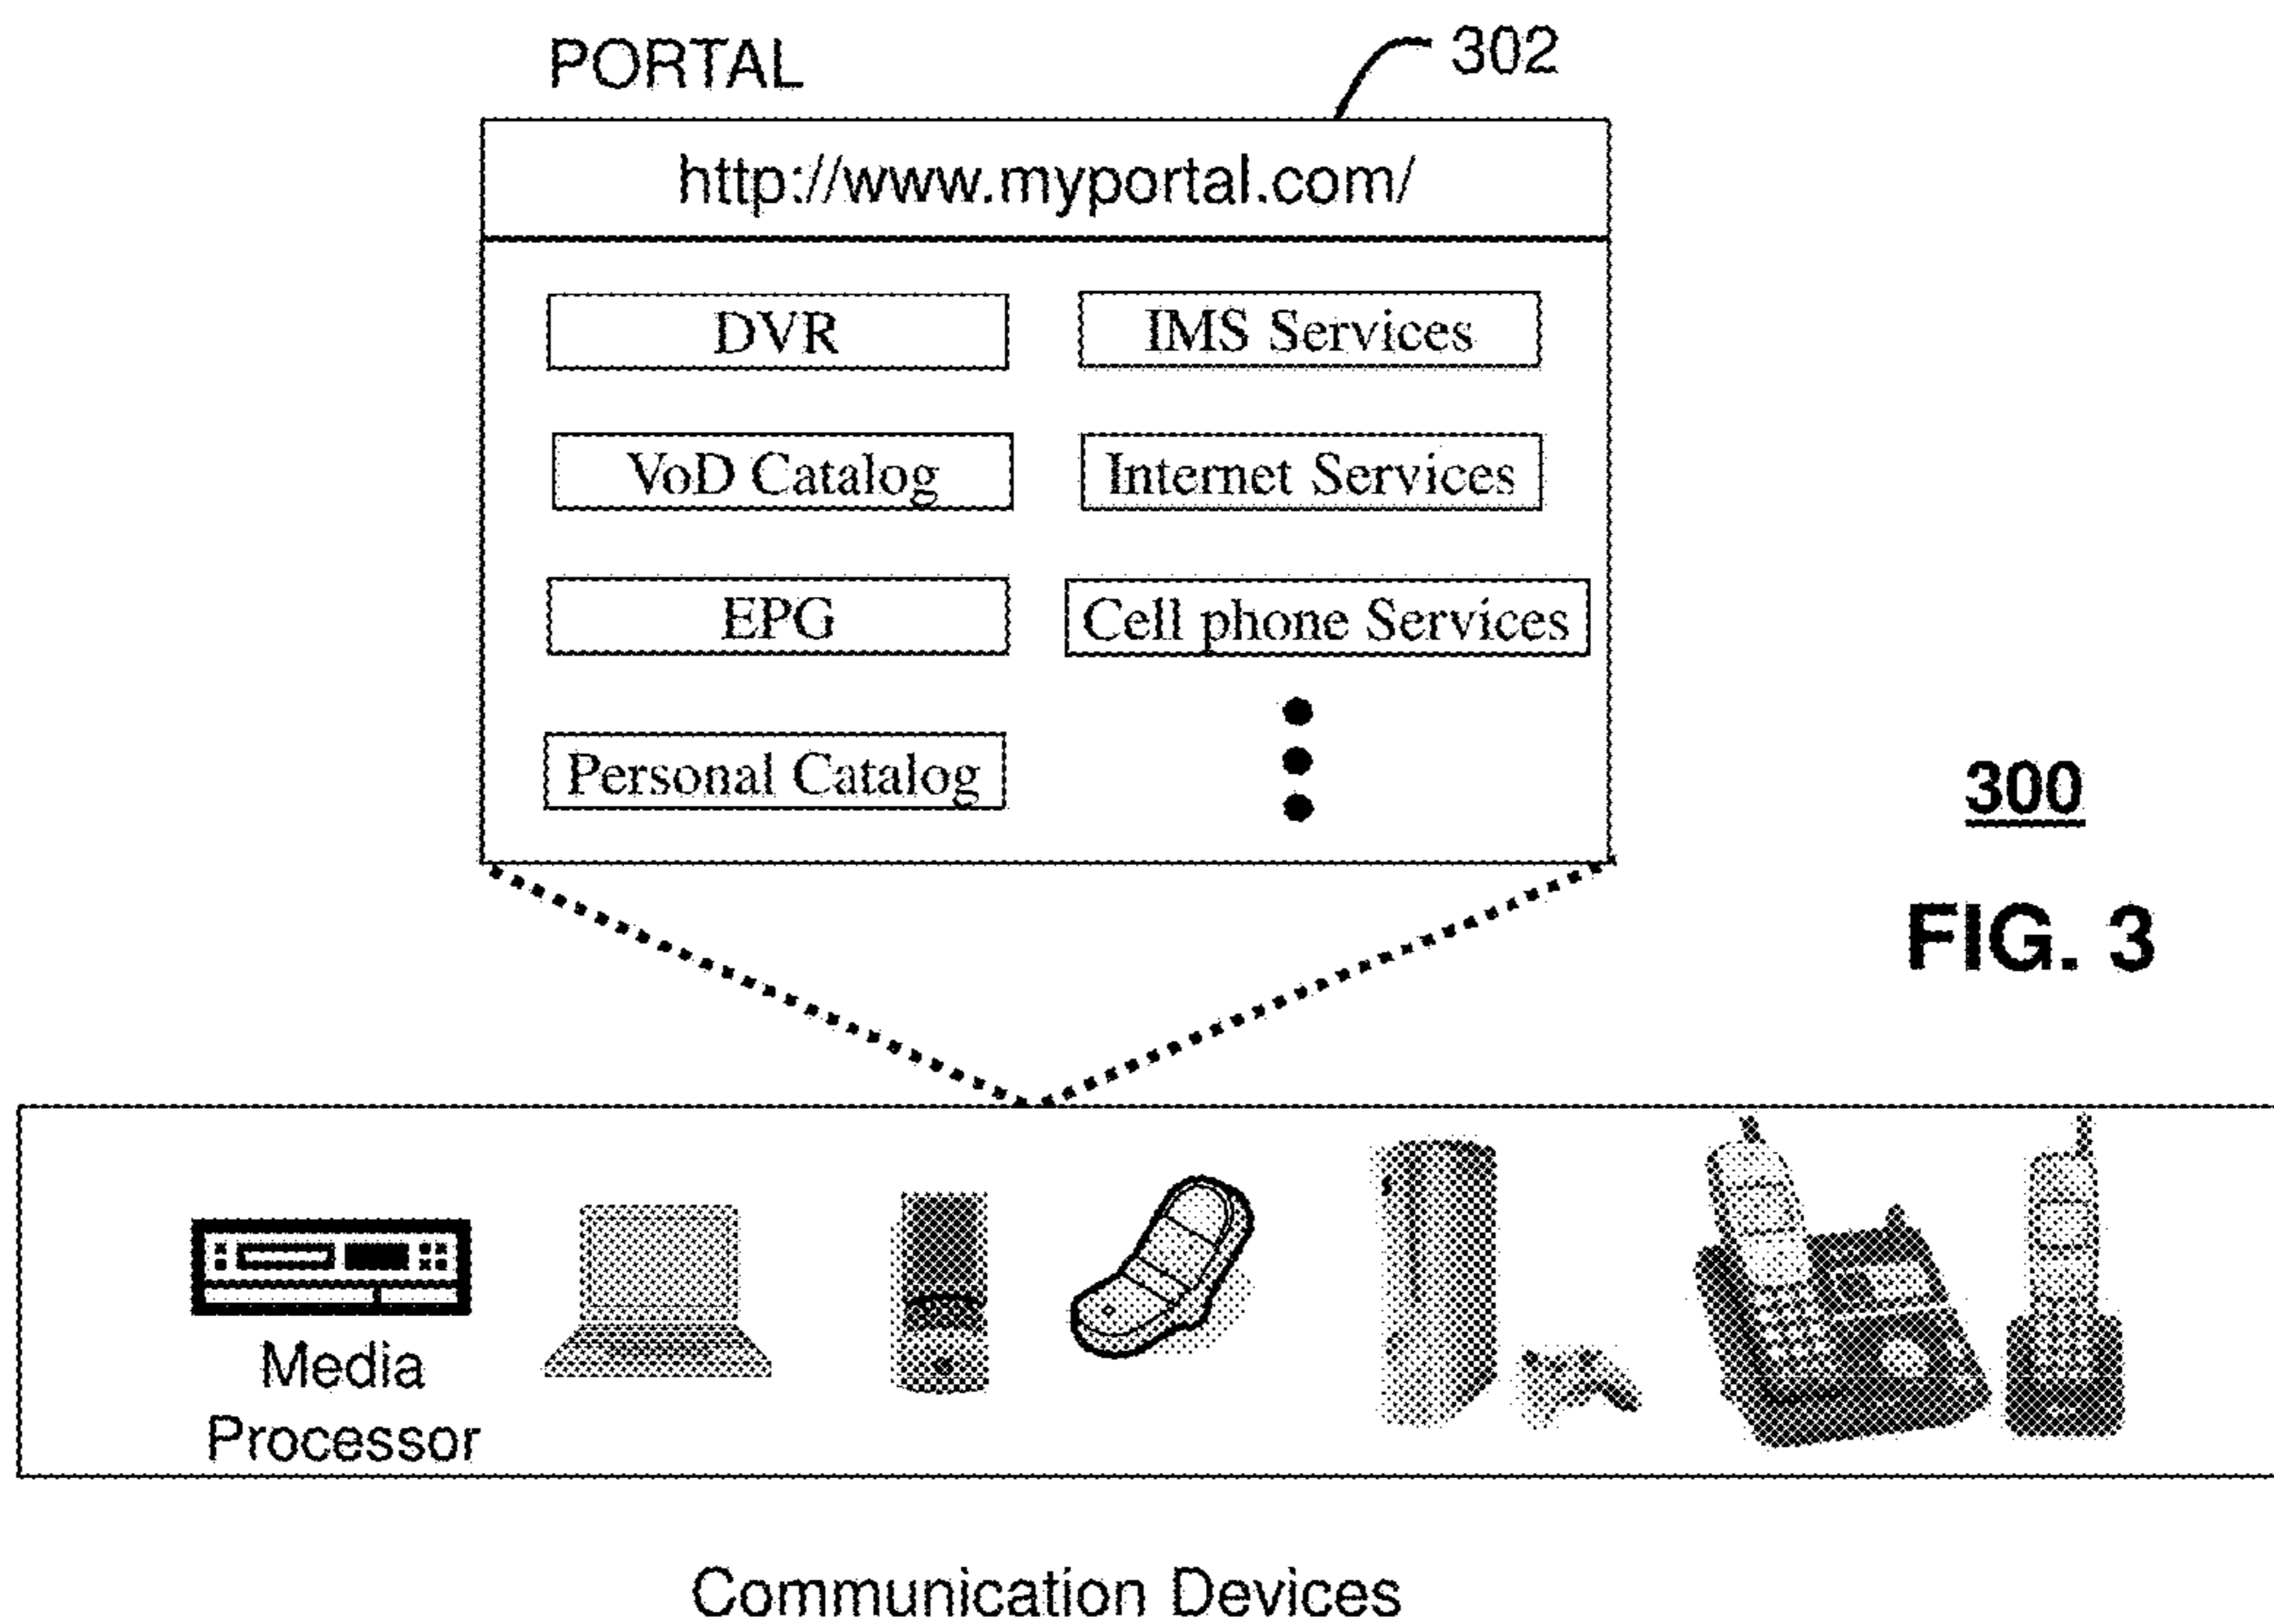 PORTAL
302
http://www.myportal.com/
DVR
IMS Services
VoD Catalog
Internet Services
EPG
Cell phone Services
Personal Catalog
300
FIG. 3
Media
Processor
Communication Devices